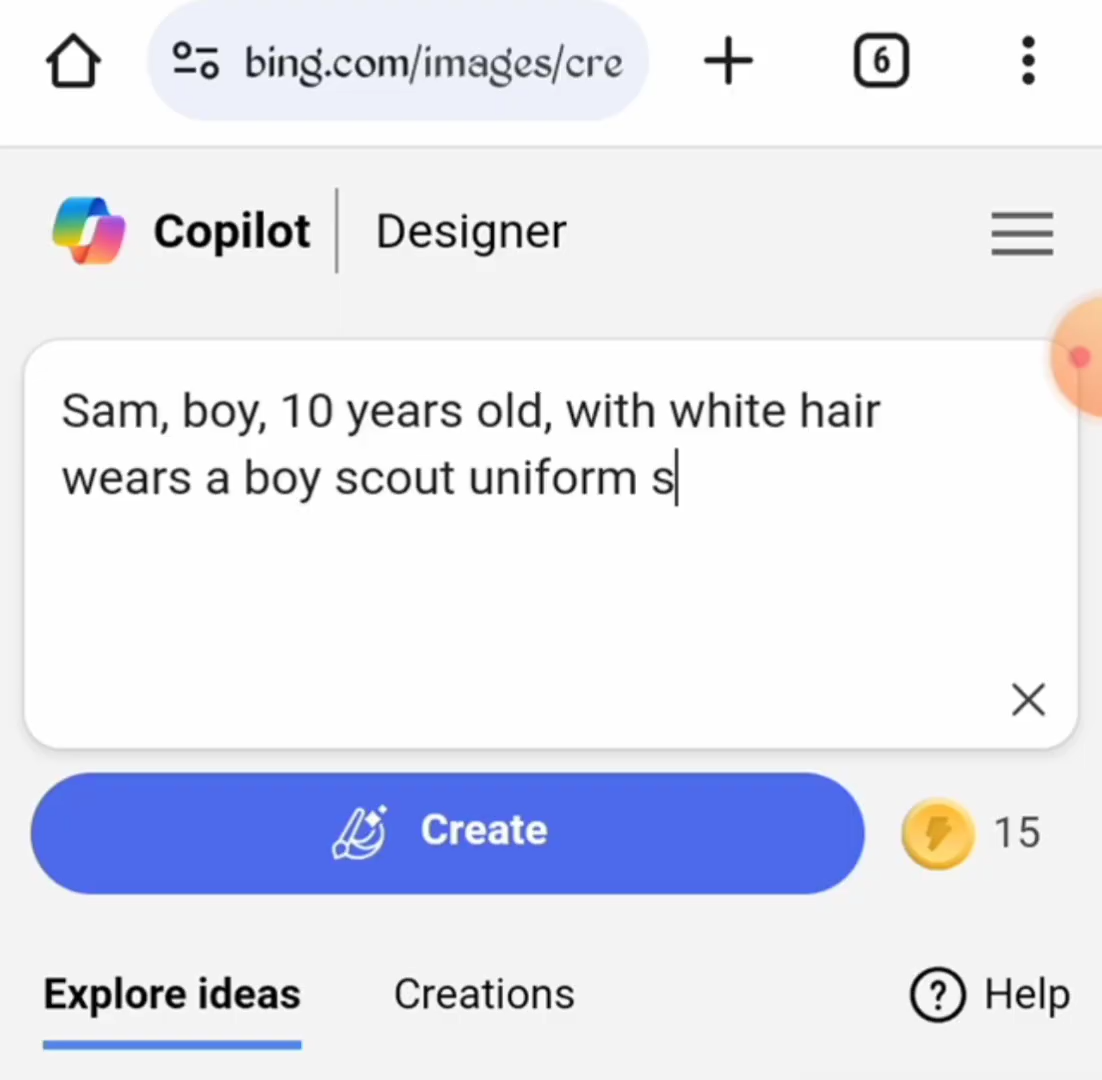 bing.com/images/cre
6
Copilot
Designer
Sam, boy, 10 years old, with white hair
wears a boy scout uniform s
Create
15
Explore ideas
Creations
? Help